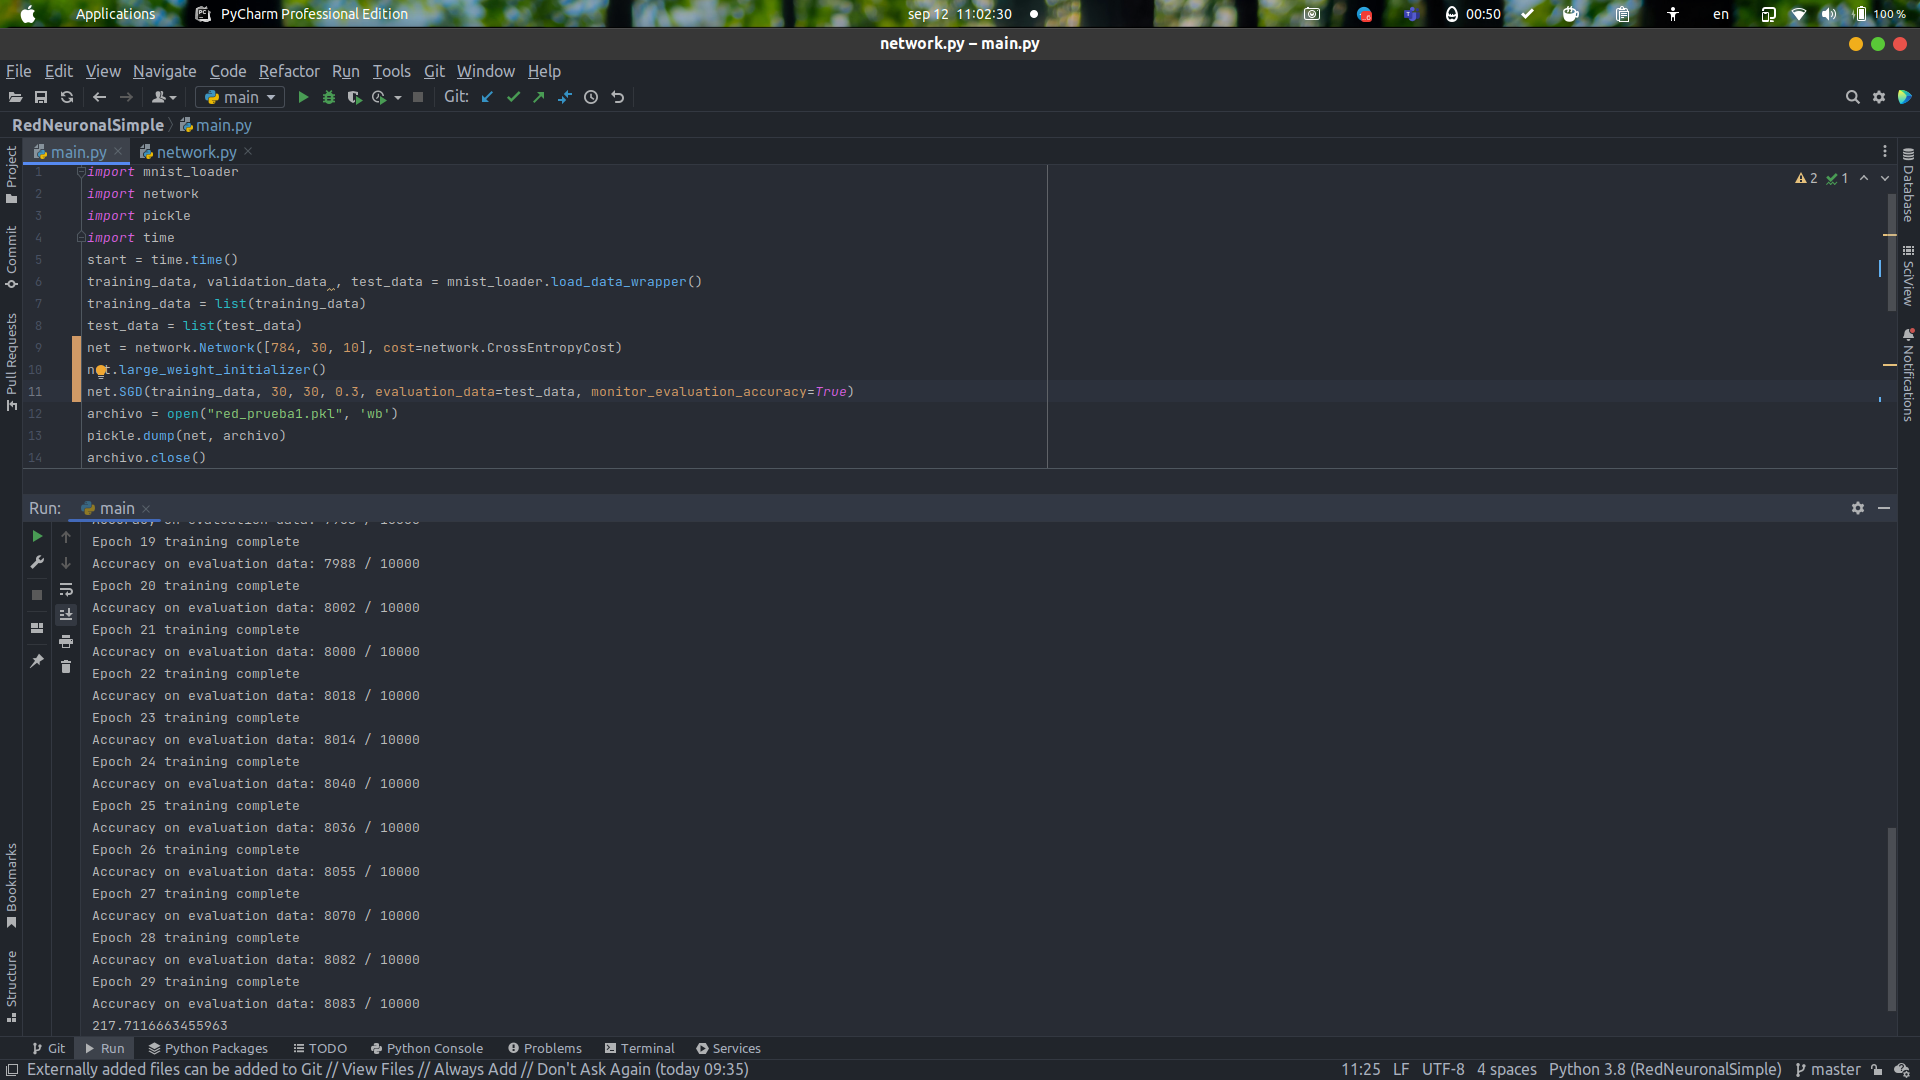 Applications PyCharm Professional Edition sep 12 11:02:30 00:50 en 100 %
network.py – main.py
File Edit View Navigate Code Refactor Run Tools Git Window Help
main Git:
RedNeuronalSimple main.py
main.py network.py
1 import mnist_loader
2 import network
3 import pickle
4 import time
5 start = time.time()
6 training_data, validation_data , test_data = mnist_loader.load_data_wrapper()
7 training_data = list(training_data)
8 test_data = list(test_data)
9 net = network.Network([784, 30, 10], cost=network.CrossEntropyCost)
10 net.large_weight_initializer()
11 net.SGD(training_data, 30, 30, 0.3, evaluation_data=test_data, monitor_evaluation_accuracy=True)
12 archivo = open("red_prueba1.pkl", 'wb')
13 pickle.dump(net, archivo)
14 archivo.close()
2 1
Project
Commit
Pull Requests
Bookmarks
Structure
Database
SciView
Notifications
Run: main
Epoch 19 training complete
Accuracy on evaluation data: 7988 / 10000
Epoch 20 training complete
Accuracy on evaluation data: 8002 / 10000
Epoch 21 training complete
Accuracy on evaluation data: 8000 / 10000
Epoch 22 training complete
Accuracy on evaluation data: 8018 / 10000
Epoch 23 training complete
Accuracy on evaluation data: 8014 / 10000
Epoch 24 training complete
Accuracy on evaluation data: 8040 / 10000
Epoch 25 training complete
Accuracy on evaluation data: 8036 / 10000
Epoch 26 training complete
Accuracy on evaluation data: 8055 / 10000
Epoch 27 training complete
Accuracy on evaluation data: 8070 / 10000
Epoch 28 training complete
Accuracy on evaluation data: 8082 / 10000
Epoch 29 training complete
Accuracy on evaluation data: 8083 / 10000
217.7116663455963
Git Run Python Packages TODO Python Console Problems Terminal Services
Externally added files can be added to Git // View Files // Always Add // Don't Ask Again (today 09:35) 11:25 LF UTF-8 4 spaces Python 3.8 (RedNeuronalSimple) master